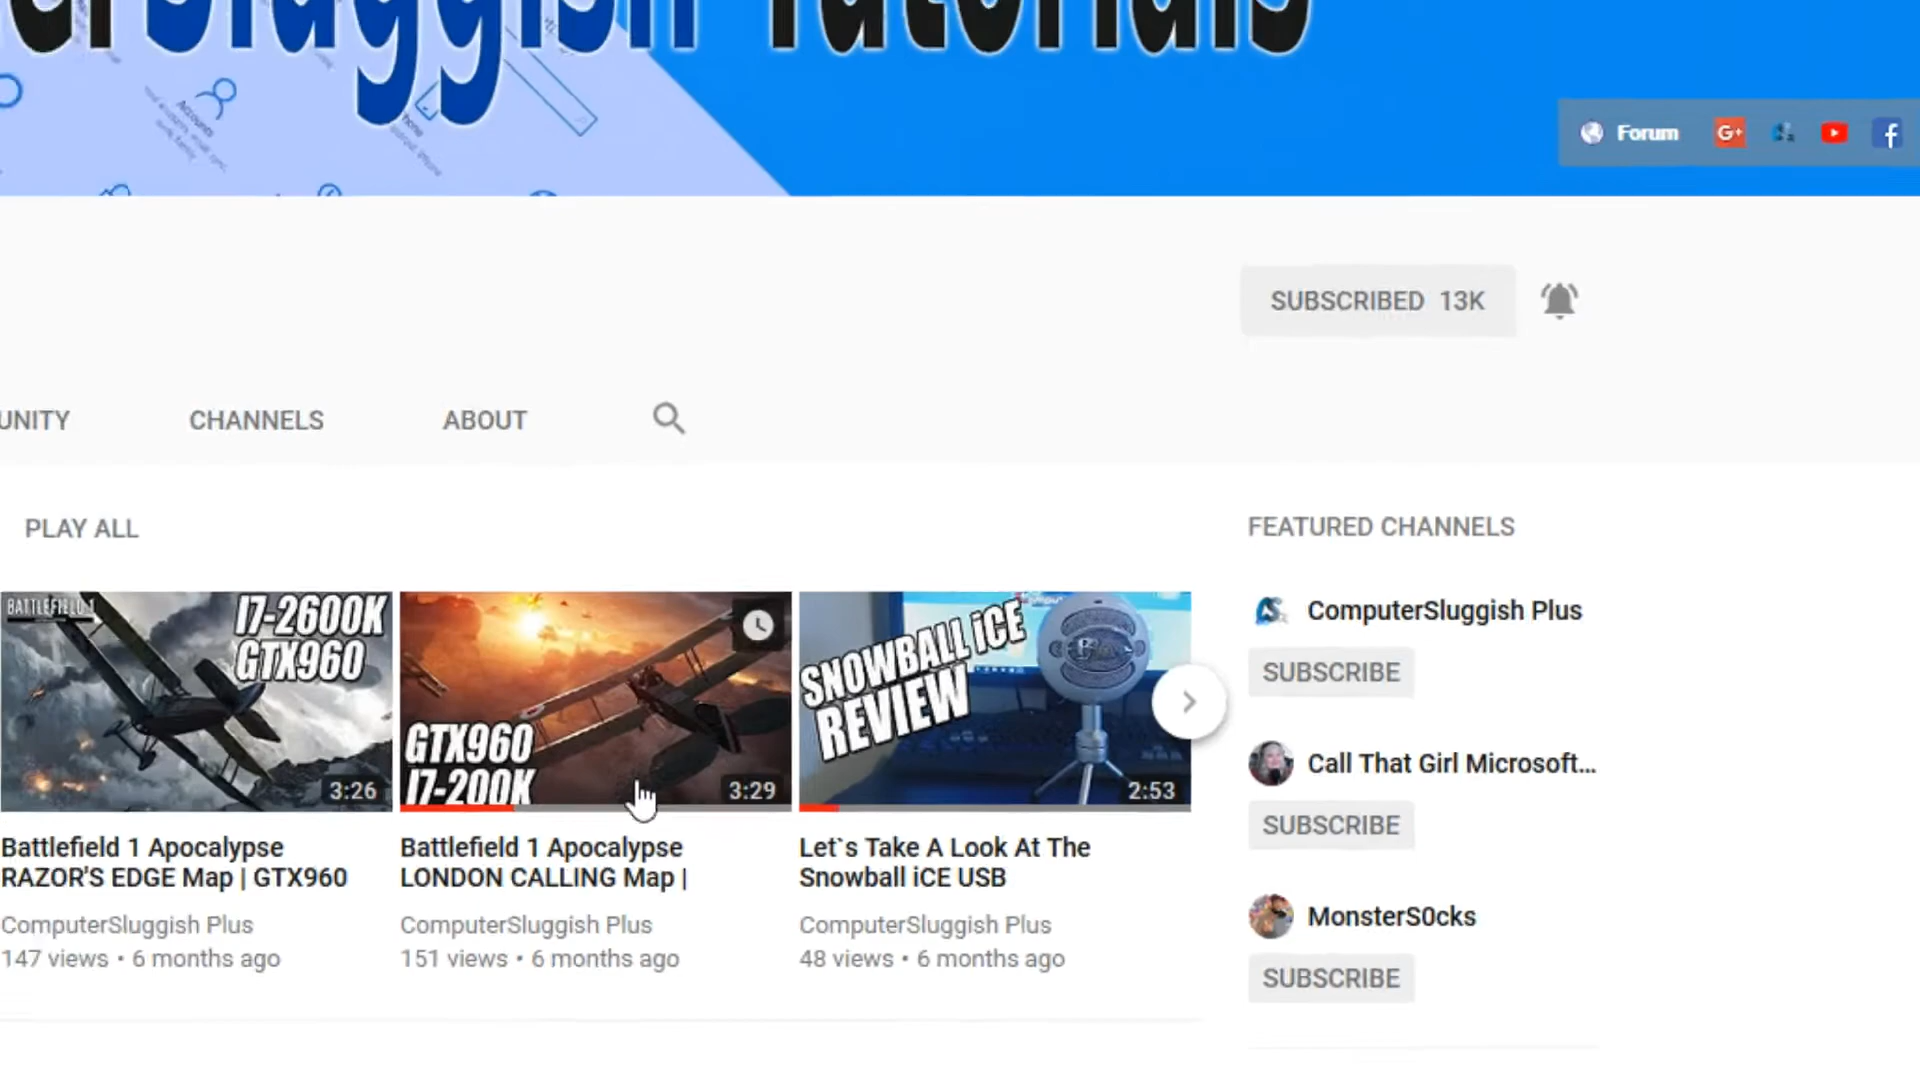 Sluggish Tutorials
Accounts
Forum
SUBSCRIBED 13K
CHANNELS
ABOUT
PLAY ALL
FEATURED CHANNELS
BATTLEFIELD 1
I7-2600K
GTX960
3:26
GTX960
I7-200K
3:29
SNOWBALL iCE
REVIEW
2:53
Battlefield 1 Apocalypse
RAZOR'S EDGE Map | GTX960
ComputerSluggish Plus
147 views • 6 months ago
Battlefield 1 Apocalypse
LONDON CALLING Map |
ComputerSluggish Plus
151 views • 6 months ago
Let`s Take A Look At The
Snowball iCE USB
ComputerSluggish Plus
48 views • 6 months ago
ComputerSluggish Plus
SUBSCRIBE
Call That Girl Microsoft...
SUBSCRIBE
MonsterS0cks
SUBSCRIBE